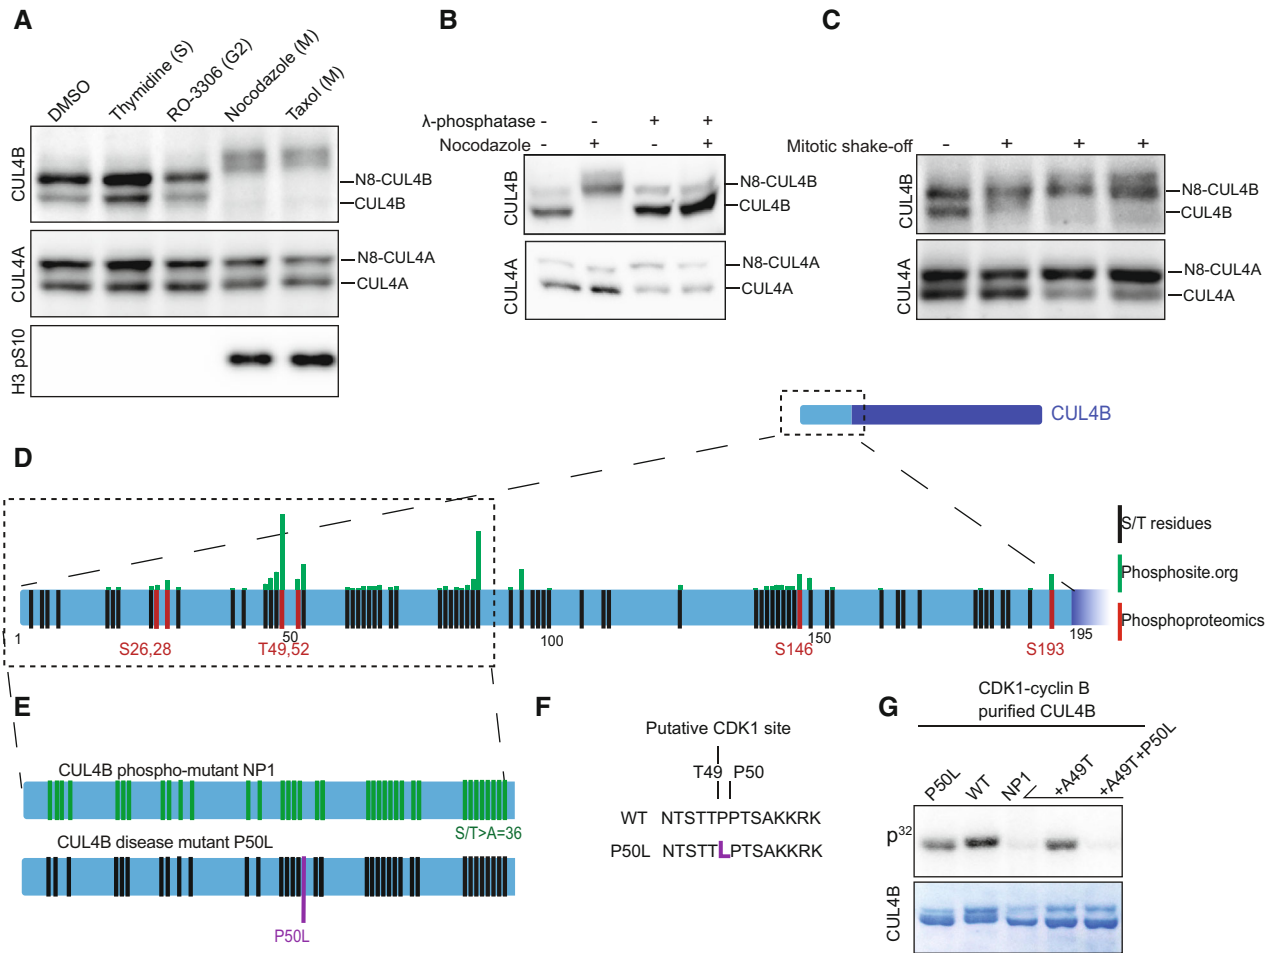 A
DMSO
Thymidine (S)
RO-3306 (G2)
Nocodazole (M)
Taxol (M)
CUL4B
N8-CUL4B
CUL4B
CUL4A
N8-CUL4A
CUL4A
H3 pS10
B
λ-phosphatase - - + +
Nocodazole - + - +
CUL4B
N8-CUL4B
CUL4B
CUL4A
N8-CUL4A
CUL4A
C
Mitotic shake-off - + + +
CUL4B
N8-CUL4B
CUL4B
CUL4A
N8-CUL4A
CUL4A
CUL4B
D
S/T residues
Phosphosite.org
Phosphoproteomics
1 50 100 150 195
S26,28 T49,52 S146 S193
E
CUL4B phospho-mutant NP1
S/T>A=36
CUL4B disease mutant P50L
P50L
F
Putative CDK1 site
T49 P50
WT NTSTTPPTSAKKRK
P50L NTSTTLPTSAKKRK
G
CDK1-cyclin B
purified CUL4B
P50L
WT
NP1
+A49T
+A49T+P50L
p32
CUL4B